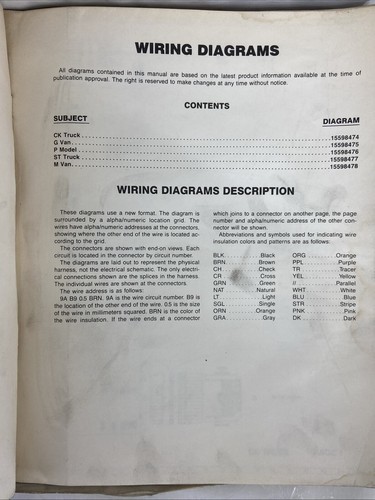 WIRING DIAGRAMS
All diagrams contained in this manual are based on the latest product information available at the time of
publication approval. The right is reserved to make changes at any time without notice.
CONTENTS
SUBJECT DIAGRAM
CK Truck 15598474
G Van 15598475
P Model 15598476
ST Truck 15598477
M Van 15598478
WIRING DIAGRAMS DESCRIPTION
These diagrams use a new format. The diagram is
surrounded by a alpha/numeric location grid. The
wires have alpha/numeric addresses at the connectors,
showing where the other end of the wire is located ac-
cording to the grid.
The connectors are shown with end-on views. Each
circuit is located in the connector by circuit number.
The diagrams are laid out to represent the physical
harness, not the electrical schematic. The only electri-
cal connections shown are the splices in the harness.
The individual wires are shown at the connectors.
The wire address is as follows:
9A B9 0.5 BRN. 9A is the wire circuit number. B9 is
the location of the other end of the wire. 0.5 is the size
of the wire in millimeters squared. BRN is the color of
the wire insulation. If the wire ends at a connector
which joins to a connector on another page, the page
number and alpha/numeric address of the other con-
nector will be shown.
Abbreviations and symbols used for indicating wire
insulation colors and patterns are as follows:
BLK Black ORG Orange
BRN Brown PPL Purple
CH Check TR Tracer
CR Cross YEL Yellow
GRN Green // Parallel
NAT Natural WHT White
LT Light BLU Blue
SGL Single STR Stripe
ORN Orange PNK Pink
GRA Gray DK Dark